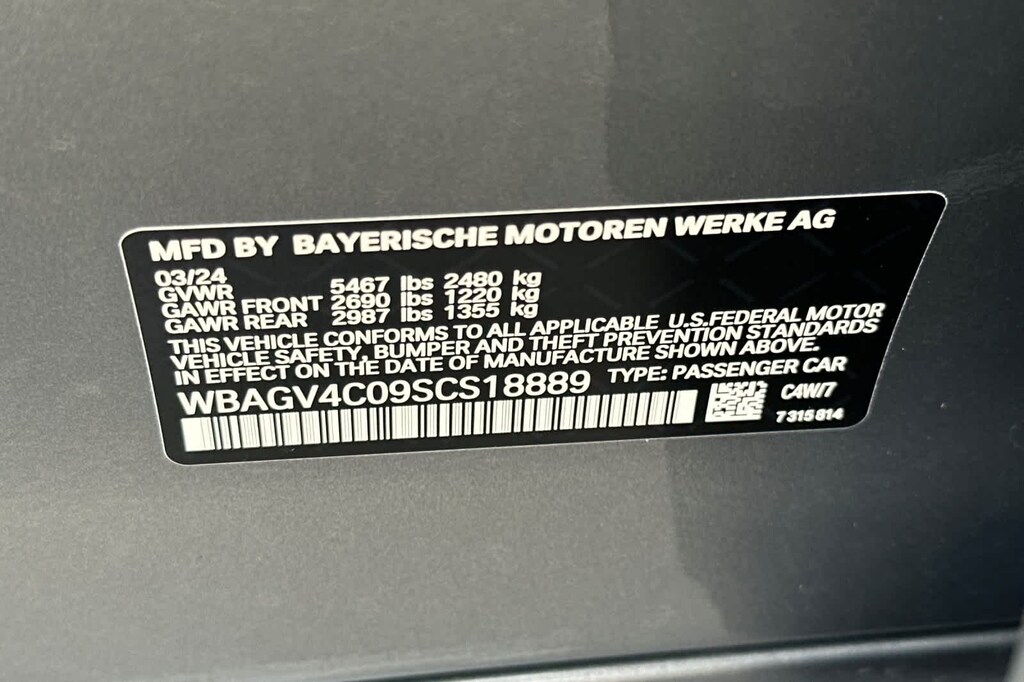 MFD BY BAYERISCHE MOTOREN WERKE AG
03/24
GVWR 5467 lbs 2480 kg
GAWR FRONT 2690 lbs 1220 kg
GAWR REAR 2987 lbs 1355 kg
THIS VEHICLE CONFORMS TO ALL APPLICABLE U.S.FEDERAL MOTOR
VEHICLE SAFETY, BUMPER AND THEFT PREVENTION STANDARDS
IN EFFECT ON THE DATE OF MANUFACTURE SHOWN ABOVE.
WBAGV4C09SCS18889 TYPE: PASSENGER CAR
C4W/7
7315814